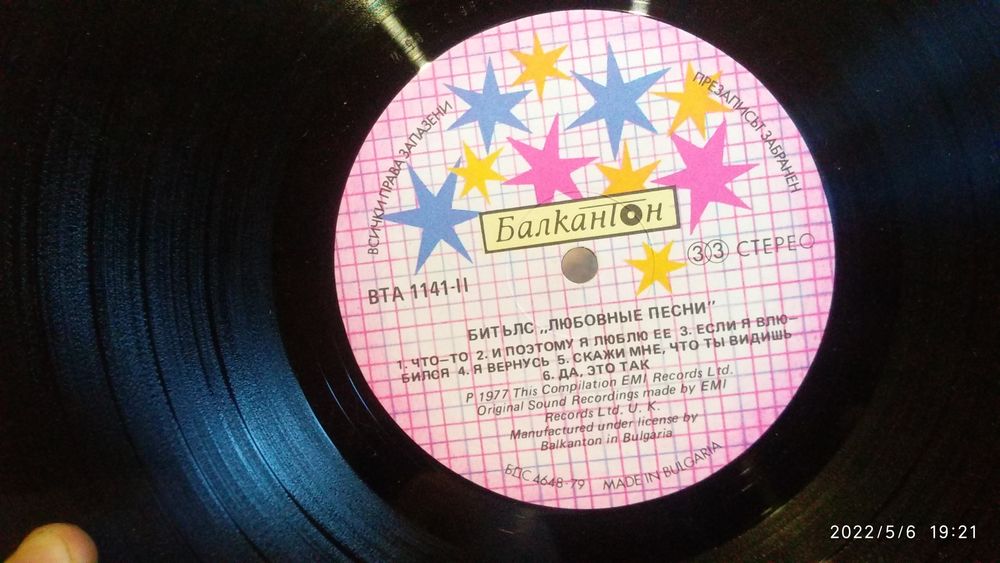 ВСИЧКИ ПРАВА ЗАПАЗЕНИ
ПРЕЗАПИСЪТ ЗАБРАНЕН
Балкантон
33 СТЕРЕО
ВТА 1141-II
БИТЪЛС „ЛЮБОВНЫЕ ПЕСНИ”
1. ЧТО–ТО 2. И ПОЭТОМУ Я ЛЮБЛЮ ЕЕ 3. ЕСЛИ Я ВЛЮ–
БИЛСЯ 4. Я ВЕРНУСЬ 5. СКАЖИ МНЕ, ЧТО ТЫ ВИДИШЬ
6. ДА, ЭТО ТАК
P 1977 This Compilation EMI Records Ltd.
Original Sound Recordings made by EMI
Records Ltd. U. K.
Manufactured under license by
Balkanton in Bulgaria
БДС 4648-79 MADE IN BULGARIA
2022/5/6 19:21